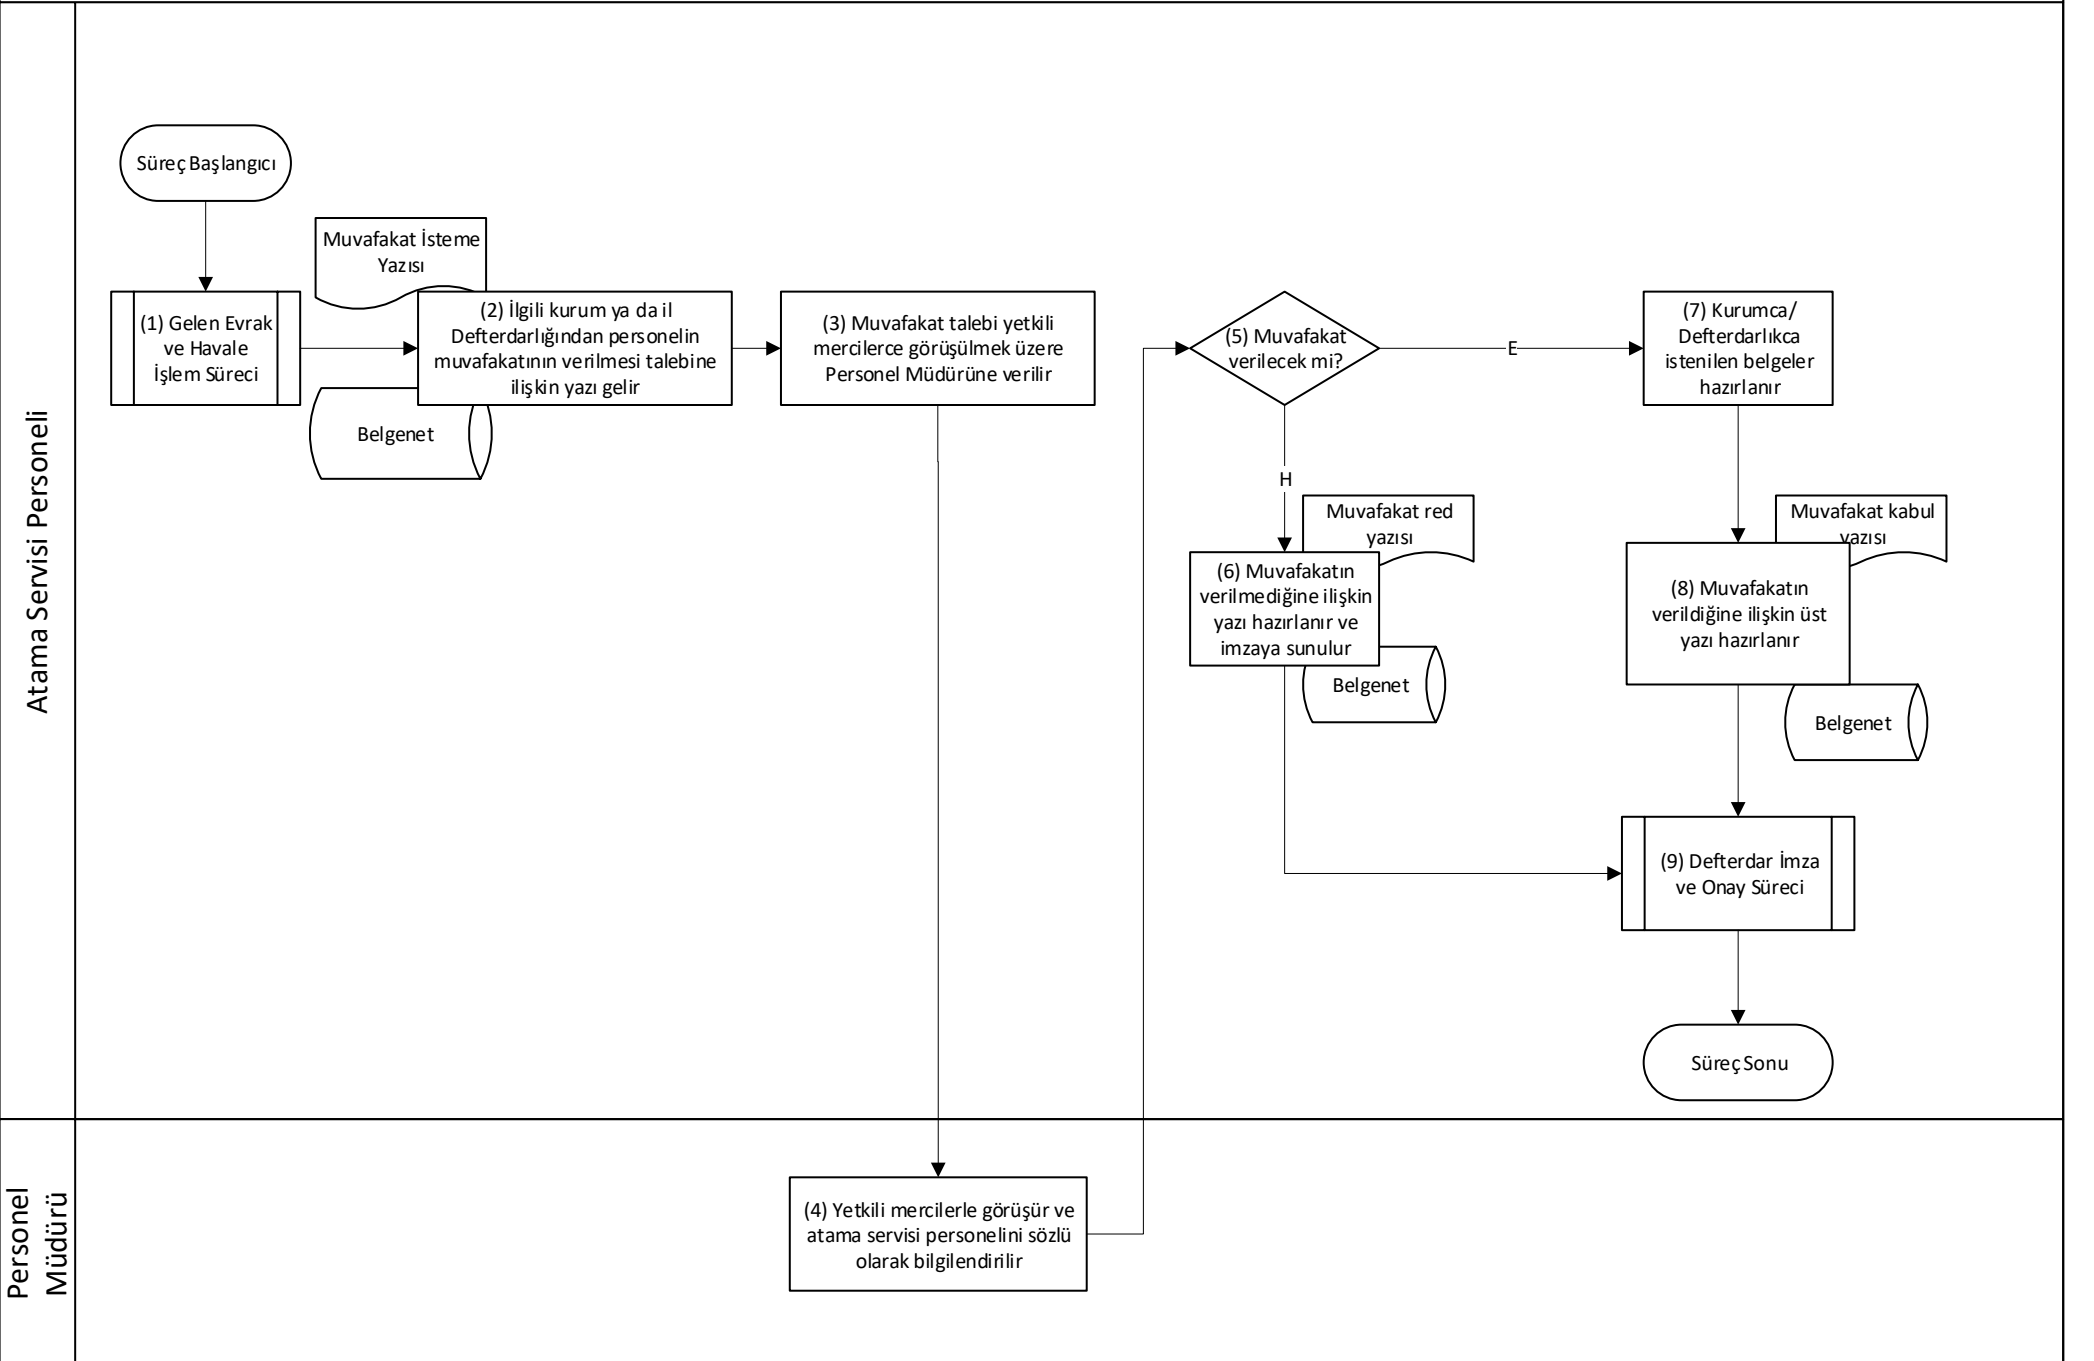 Atama Servisi Personeli
Süreç Başlangıcı
Muvafakat İsteme
Yazısı
(1) Gelen Evrak
ve Havale
İşlem Süreci
(2) İlgili kurum ya da il
Defterdarlığından personelin
muvafakatının verilmesi talebine
ilişkin yazı gelir
Belgenet
(3) Muvafakat talebi yetkili
mercilerce görüşülmek üzere
Personel Müdürüne verilir
(5) Muvafakat
verilecek mi?
E
H
(7) Kurumca/
Defterdarlıkca
istenilen belgeler
hazırlanır
Muvafakat red
yazısı
(6) Muvafakatın
verilmediğine ilişkin
yazı hazırlanır ve
imzaya sunulur
Belgenet
Muvafakat kabul
yazısı
(8) Muvafakatın
verildiğine ilişkin üst
yazı hazırlanır
Belgenet
(9) Defterdar İmza
ve Onay Süreci
Süreç Sonu
Personel
Müdürü
(4) Yetkili mercilerle görüşür ve
atama servisi personelini sözlü
olarak bilgilendirilir